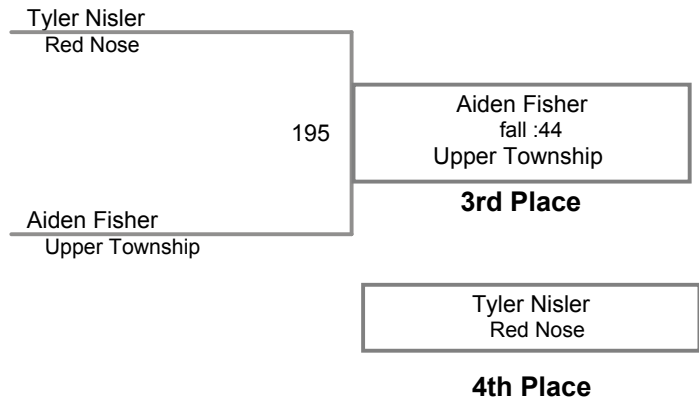 Tyler Nisler
Red Nose
195
Aiden Fisher
fall :44
Upper Township
3rd Place
Aiden Fisher
Upper Township
Tyler Nisler
Red Nose
4th Place